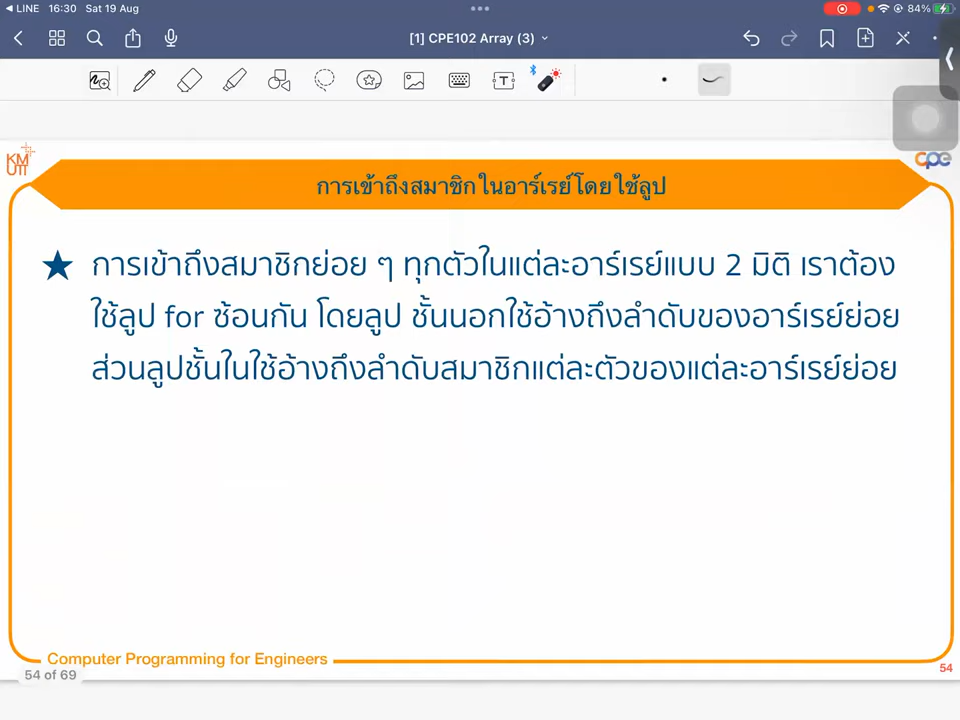 LINE 16:30 Sat 19 Aug 84%
[1] CPE102 Array (3)
T
KM
UTT
cpe
การเข้าถึงสมาชิกในอาร์เรย์โดยใช้ลูป
การเข้าถึงสมาชิกย่อย ๆ ทุกตัวในแต่ละอาร์เรย์แบบ 2 มิติ เราต้อง
ใช้ลูป for ซ้อนกัน โดยลูป ชั้นนอกใช้อ้างถึงลำดับของอาร์เรย์ย่อย
ส่วนลูปชั้นในใช้อ้างถึงลำดับสมาชิกแต่ละตัวของแต่ละอาร์เรย์ย่อย
Computer Programming for Engineers
54 of 69
54